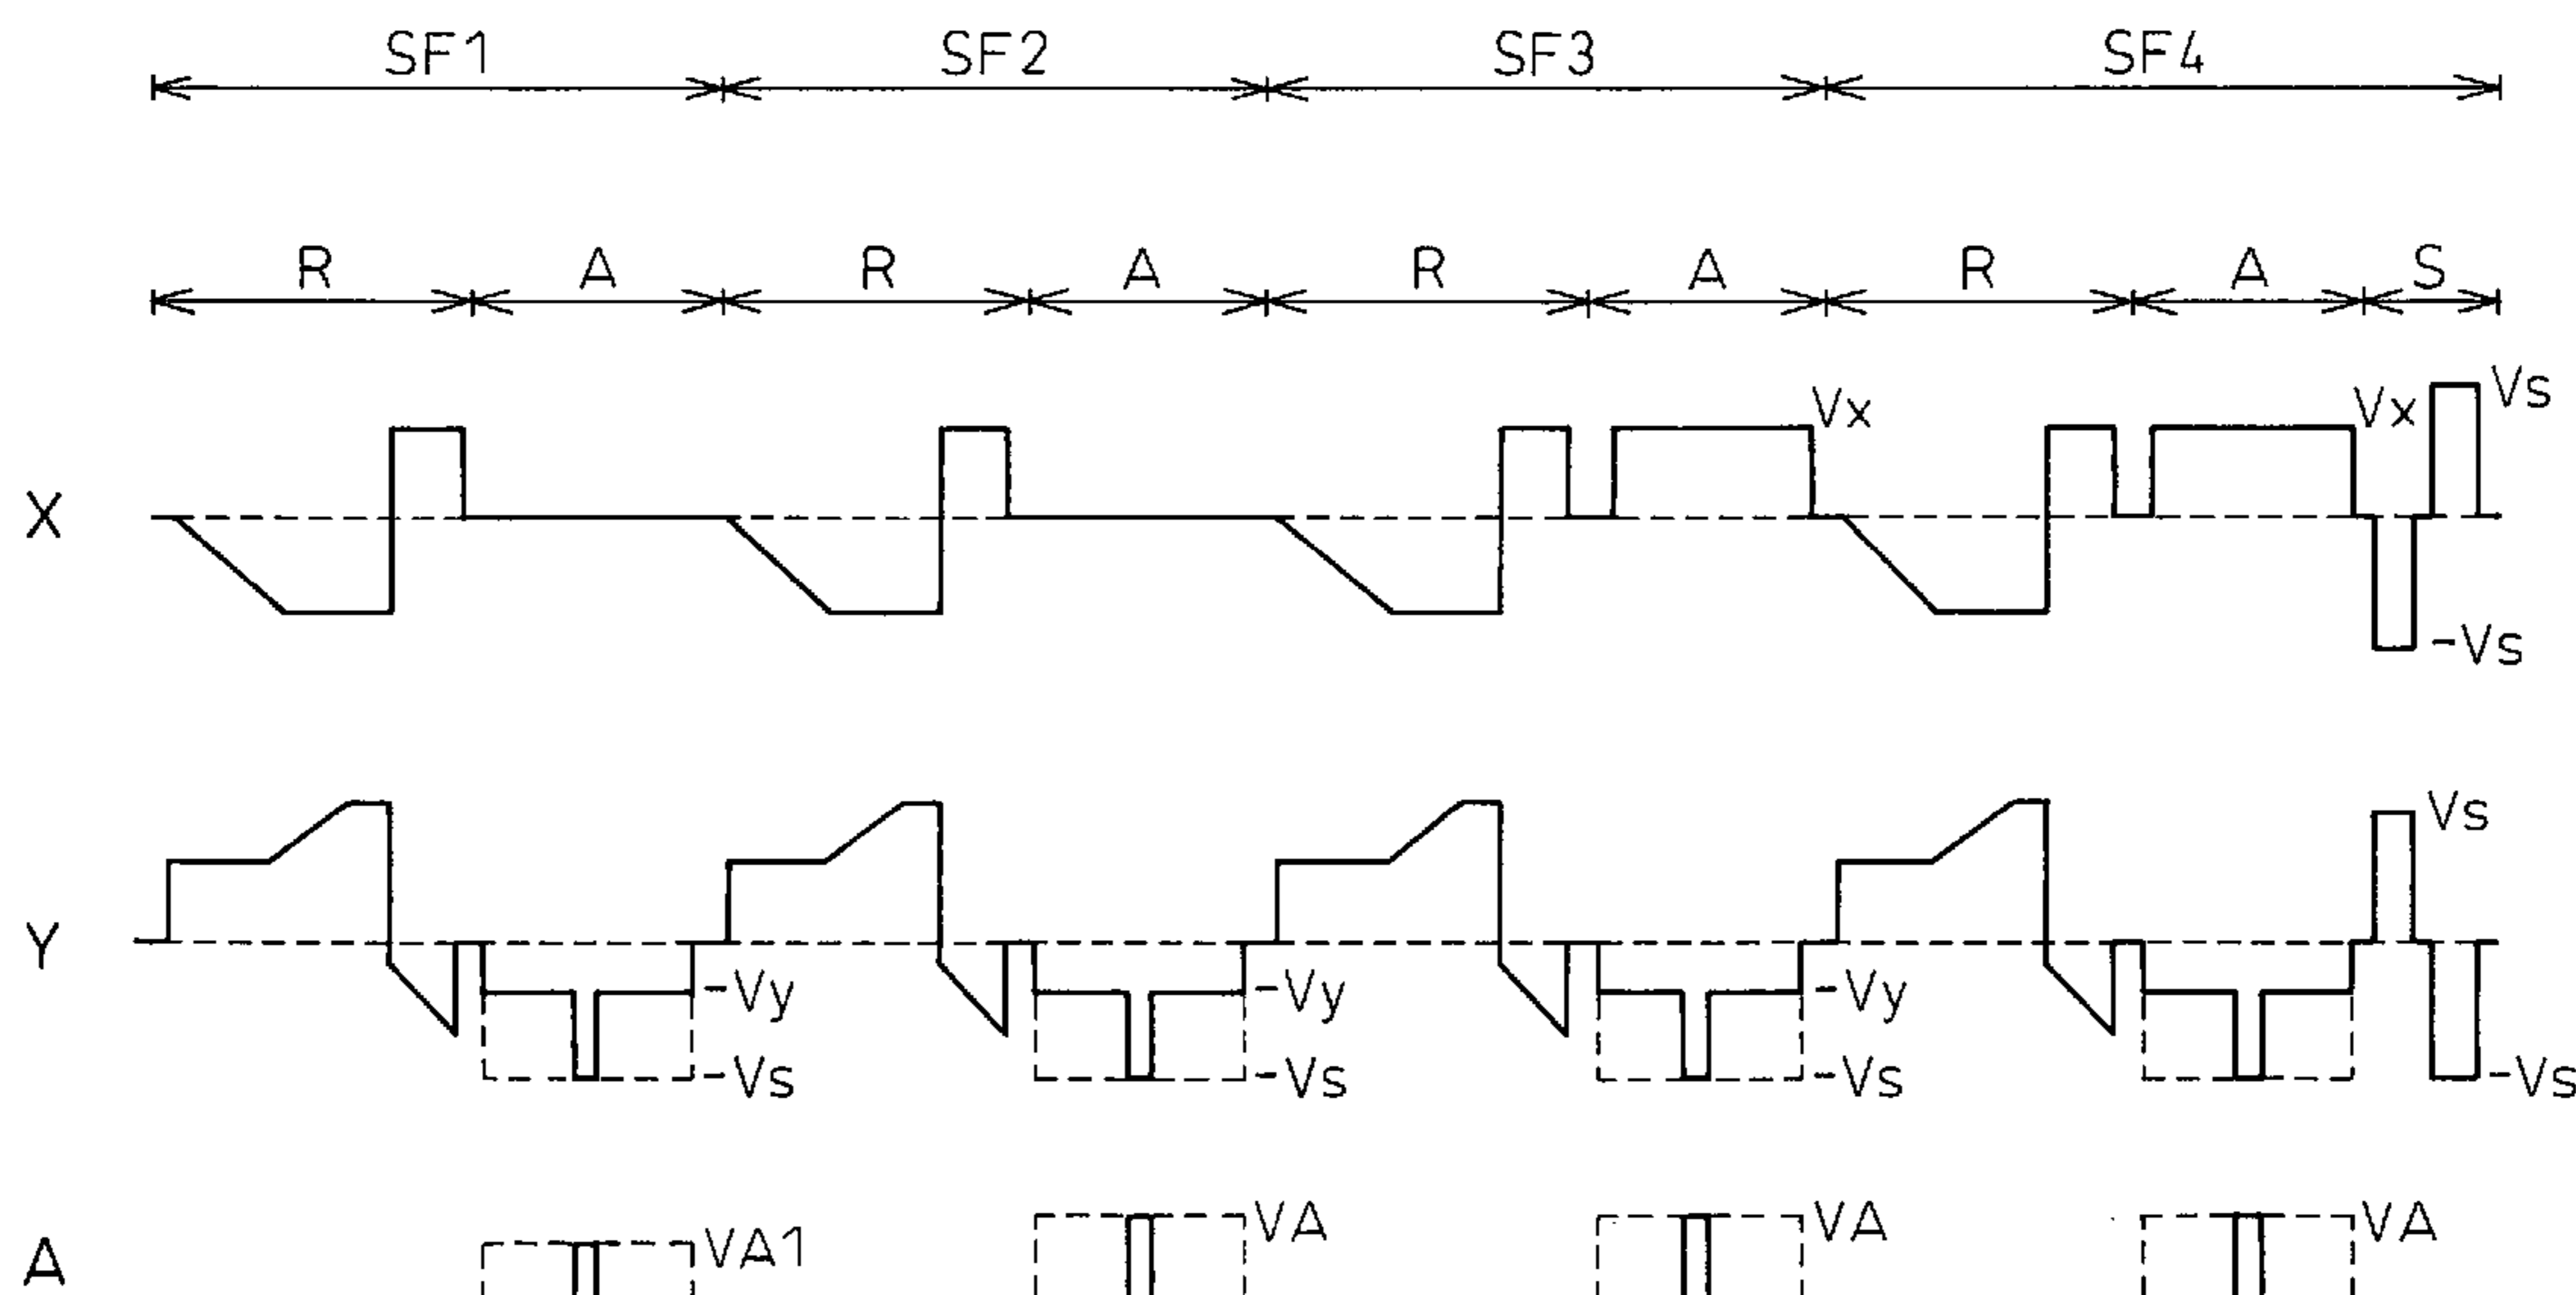 SF1 SF2 SF3 SF4
R A R A R A R A S
Vx Vx Vs
X
-Vs
Vs
Y
-Vy -Vy -Vy
-Vs -Vs -Vs -Vs
VA1 VA VA VA
A